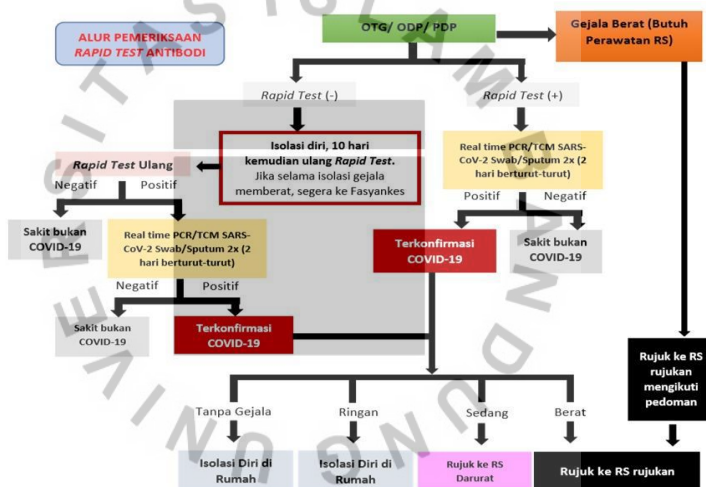 ALUR PEMERIKSAAN
RAPID TEST ANTIBODI
OTG/ ODP/ PDP
Gejala Berat (Butuh
Perawatan RS)
Rapid Test (-)
Rapid Test (+)
Isolasi diri, 10 hari
kemudian ulang Rapid Test.
Jika selama isolasi gejala
memberat, segera ke Fasyankes
Real time PCR/TCM SARS-
CoV-2 Swab/Sputum 2x (2
hari berturut-turut)
Rapid Test Ulang
Negatif
Positif
Positif
Negatif
Sakit bukan
COVID-19
Real time PCR/TCM SARS-
CoV-2 Swab/Sputum 2x (2
hari berturut-turut)
Terkonfirmasi
COVID-19
Sakit bukan
COVID-19
Negatif
Positif
Sakit bukan
COVID-19
Terkonfirmasi
COVID-19
Rujuk ke RS
rujukan
mengikuti
pedoman
Tanpa Gejala
Ringan
Sedang
Berat
Isolasi Diri di
Rumah
Isolasi Diri di
Rumah
Rujuk ke RS
Darurat
Rujuk ke RS rujukan
UNIVERSITAS ISLAM BANDUNG